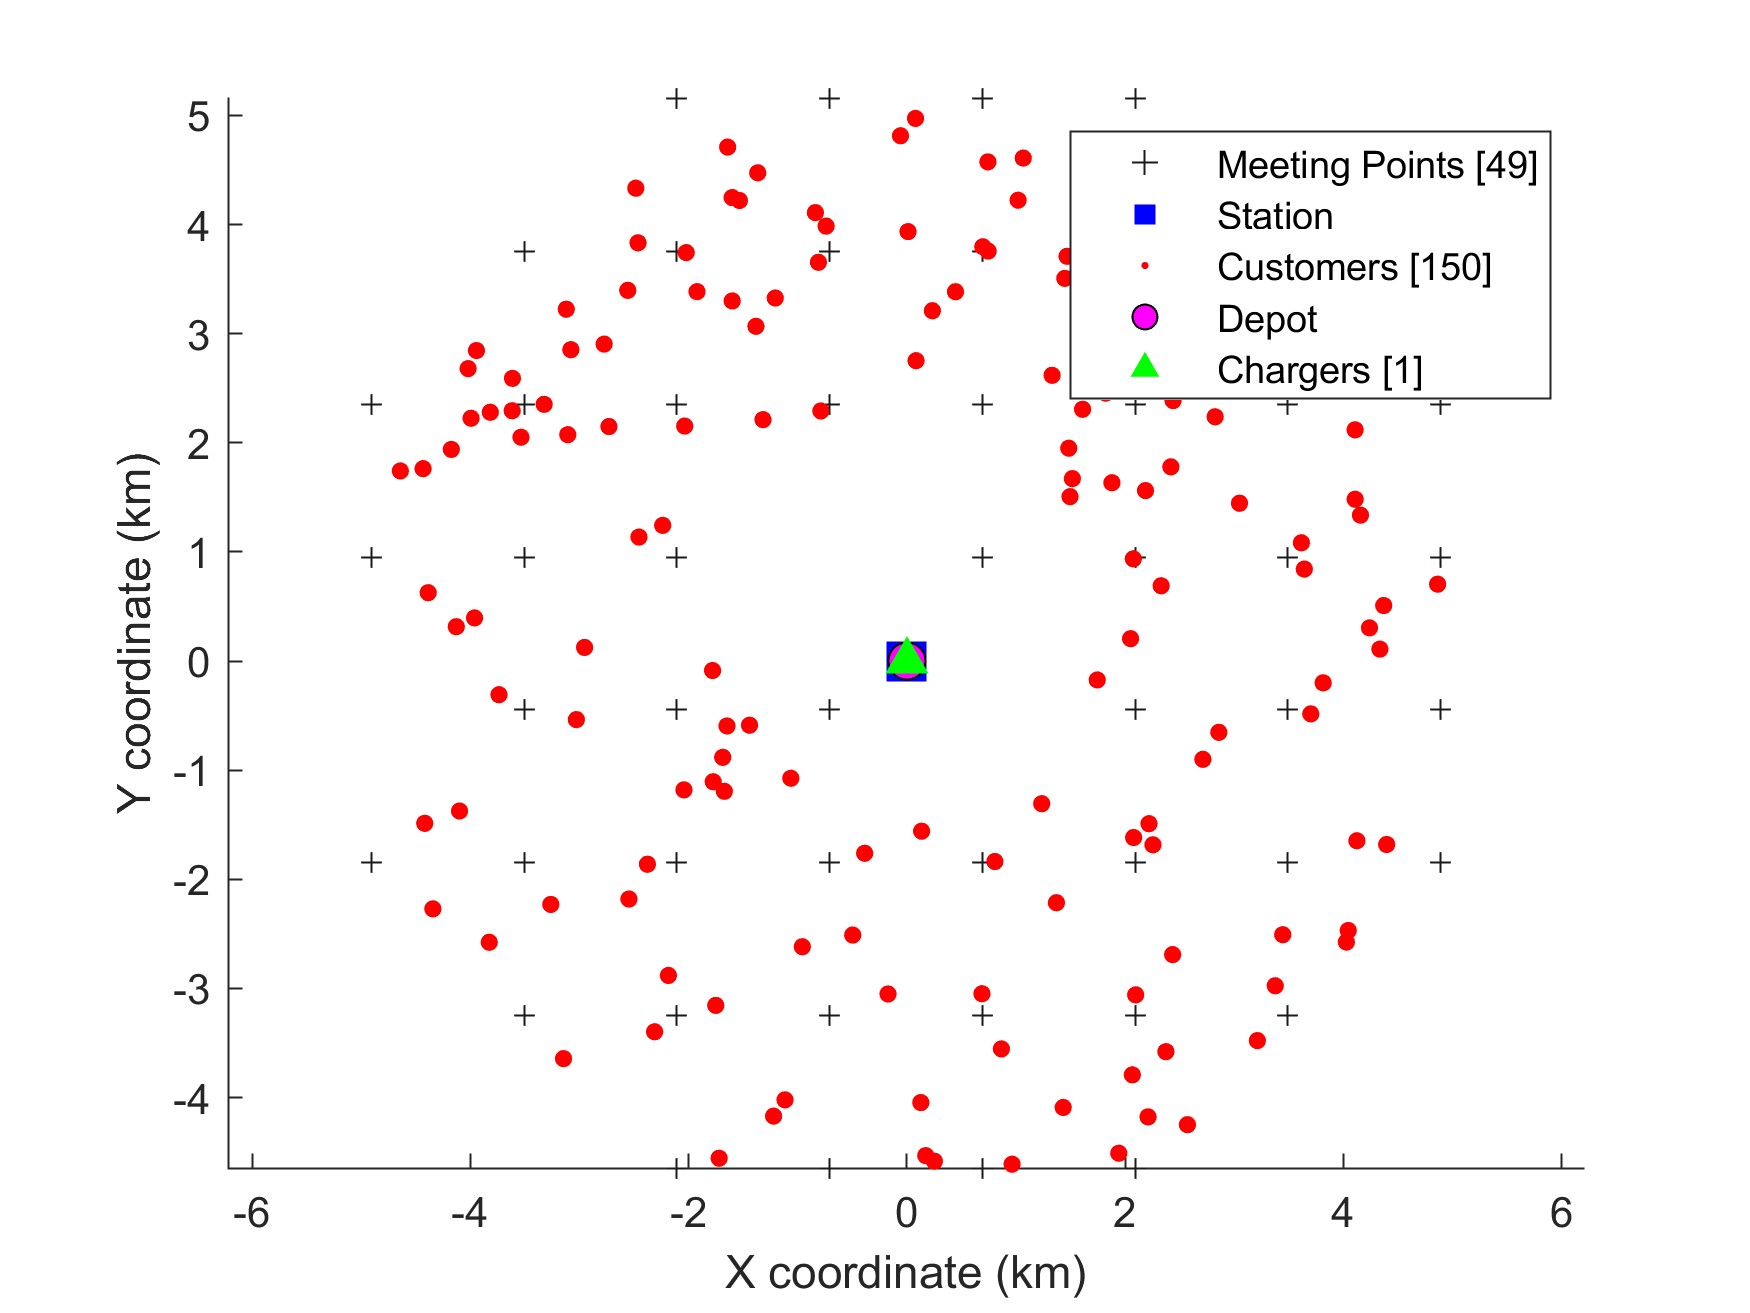 5
4
3
2
1
0
-1
-2
-3
-4
Y coordinate (km)
Meeting Points [49]
Station
Customers [150]
Depot
Chargers [1]
-6 -4 -2 0 2 4 6
X coordinate (km)